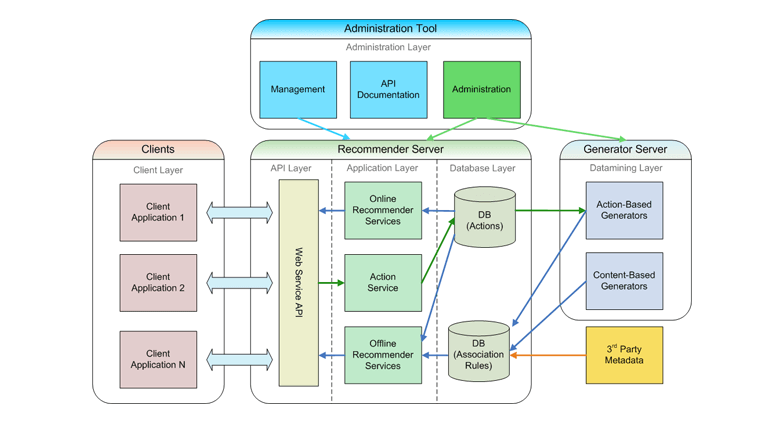 Administration Tool
Administration Layer
Management
API
Documentation
Administration
Clients
Client Layer
Client
Application 1
Client
Application 2
Client
Application N
Recommender Server
API Layer
Application Layer
Database Layer
Web Service API
Online
Recommender
Services
Action
Service
Offline
Recommender
Services
DB
(Actions)
DB
(Association
Rules)
Generator Server
Datamining Layer
Action-Based
Generators
Content-Based
Generators
3rd Party
Metadata